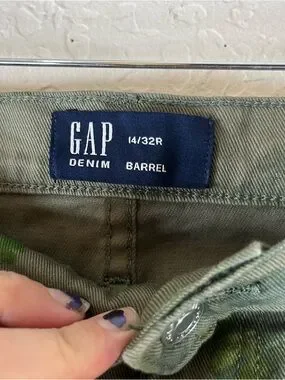 GAP 14/32R
DENIM BARREL